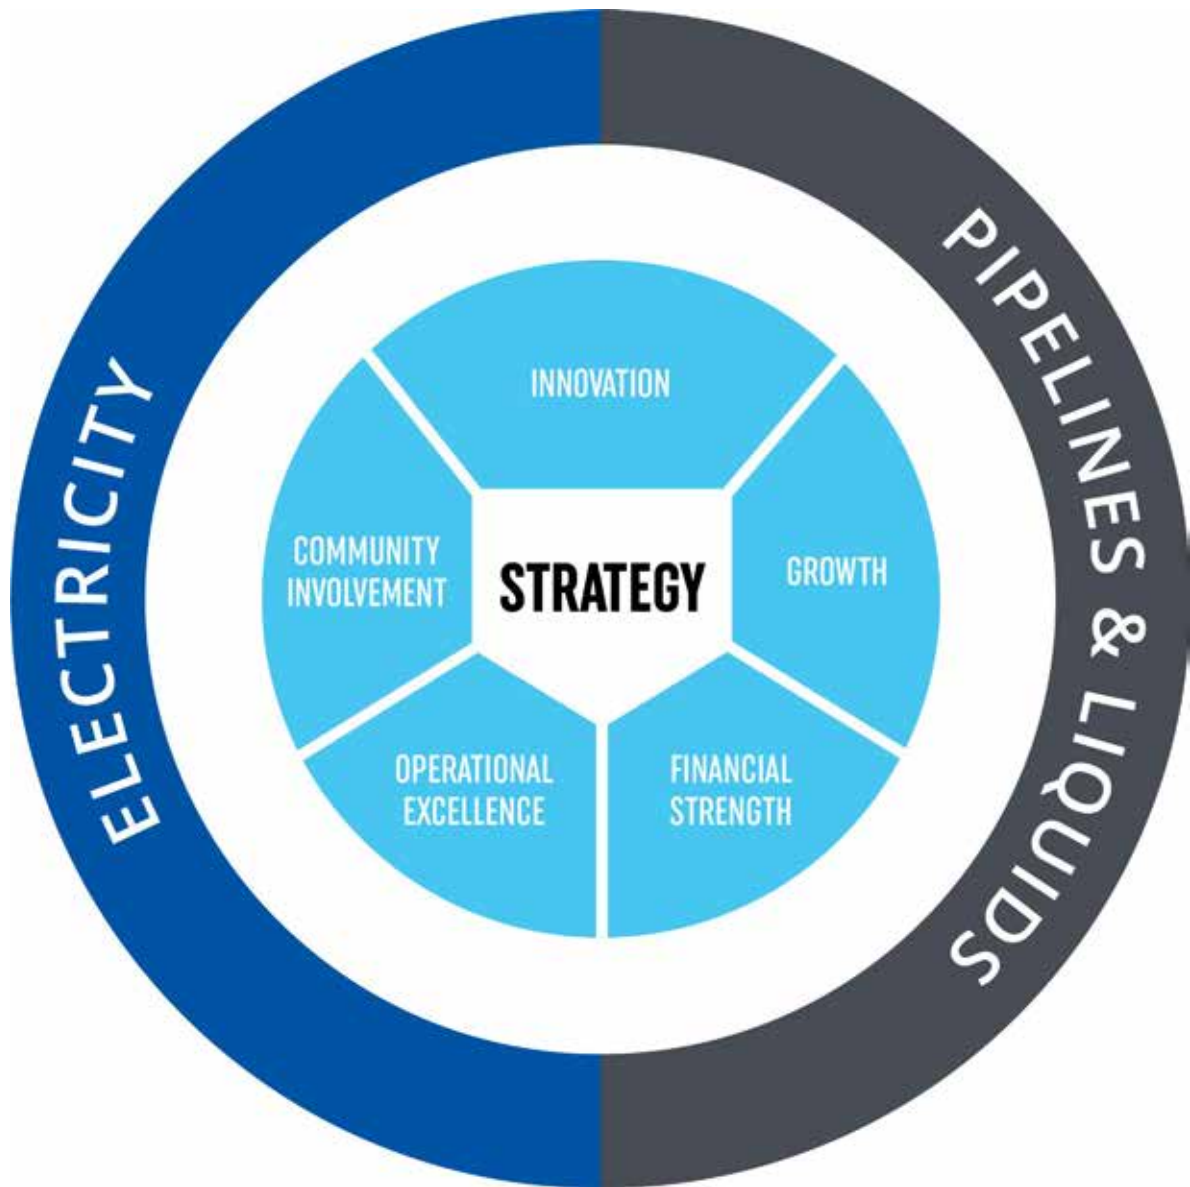 ELECTRICITY
PIPELINES & LIQUIDS
INNOVATION
COMMUNITY
INVOLVEMENT
STRATEGY
GROWTH
OPERATIONAL
EXCELLENCE
FINANCIAL
STRENGTH